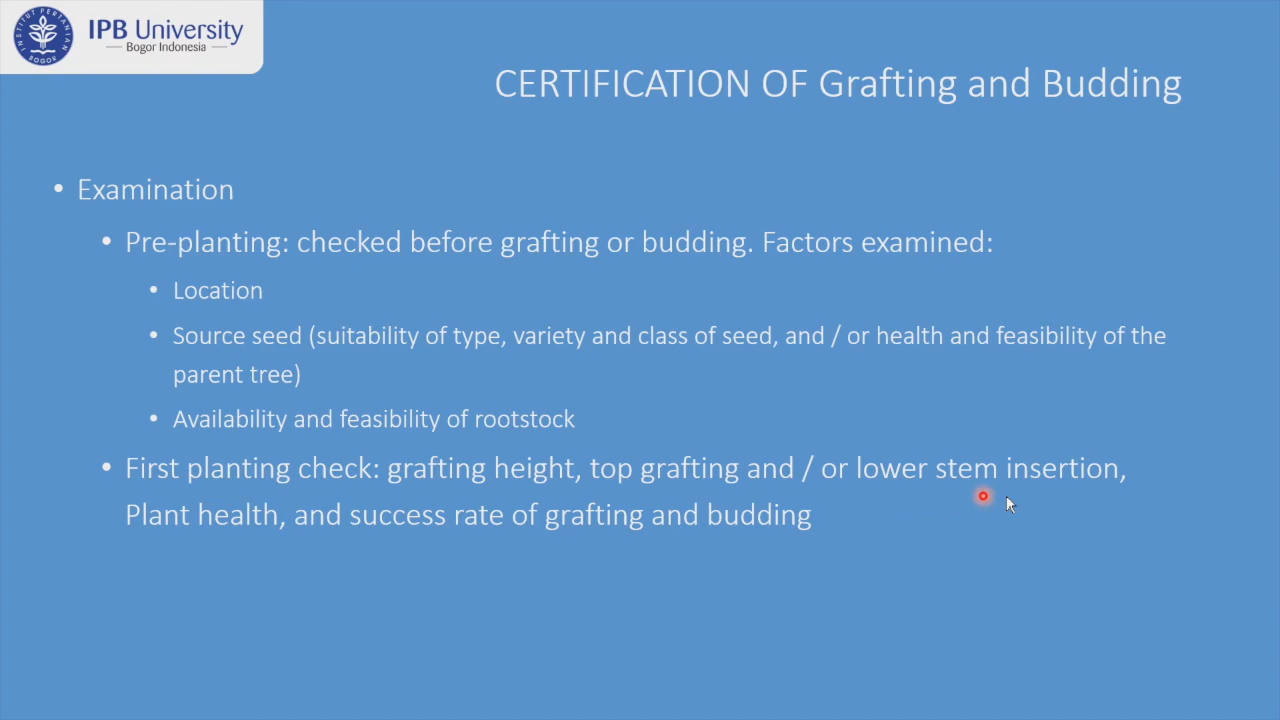 INSTITUT PERTANIAN
BOGOR
IPB University
Bogor Indonesia
CERTIFICATION OF Grafting and Budding
• Examination
• Pre-planting: checked before grafting or budding. Factors examined:
• Location
• Source seed (suitability of type, variety and class of seed, and / or health and feasibility of the
parent tree)
• Availability and feasibility of rootstock
• First planting check: grafting height, top grafting and / or lower stem insertion,
Plant health, and success rate of grafting and budding